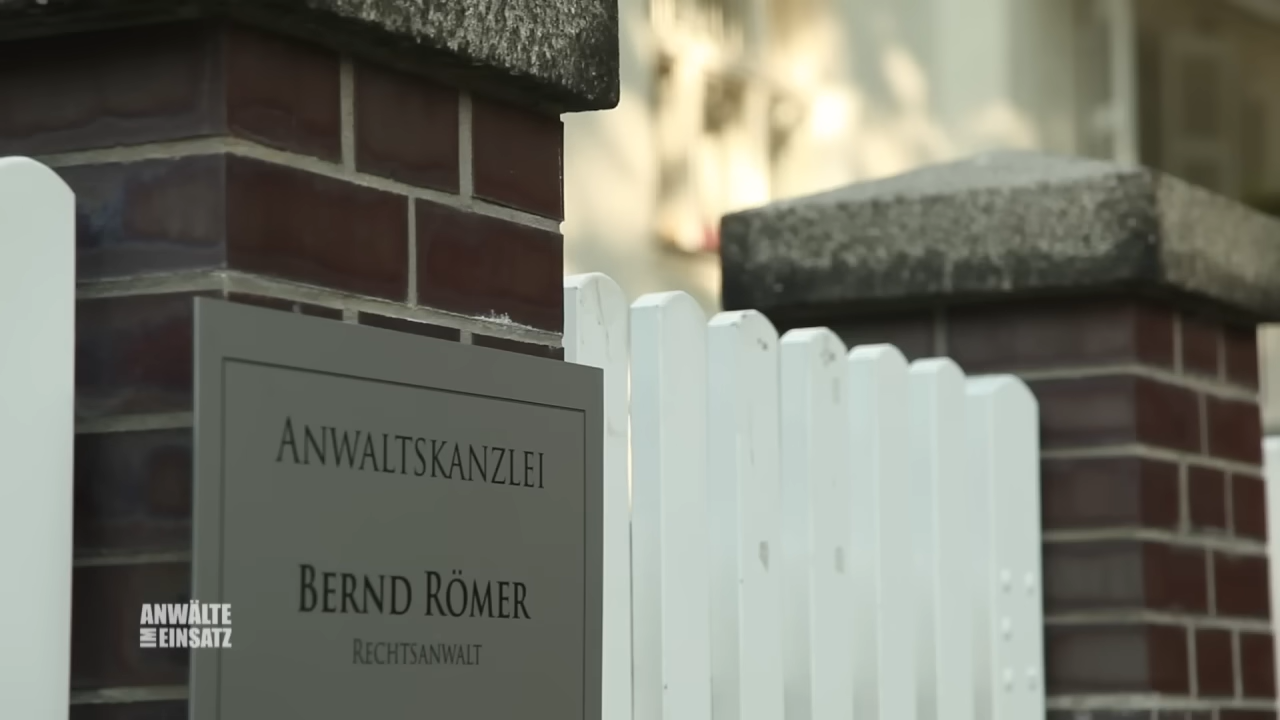 ANWALTSKANZLEI
BERND RÖMER
RECHTSANWALT
ANWÄLTE
IM EINSATZ